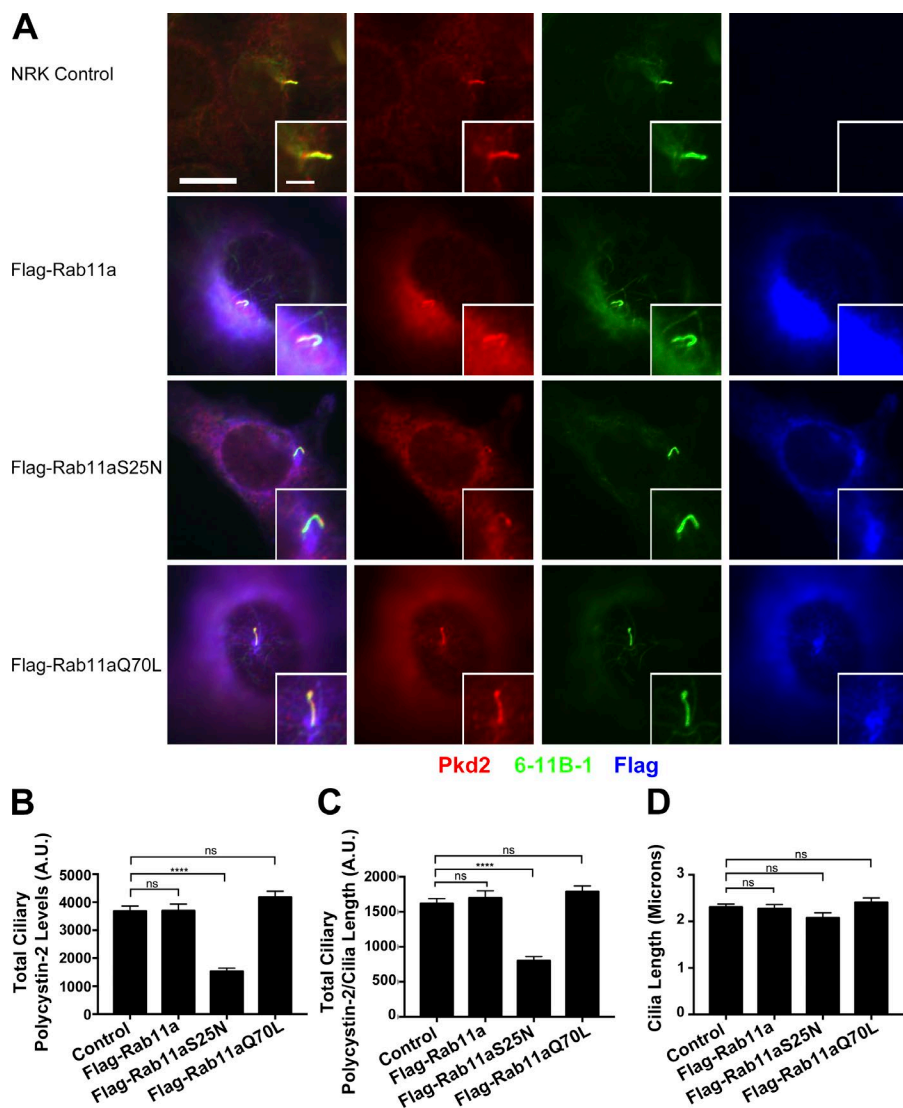 A
NRK Control
Flag-Rab11a
Flag-Rab11aS25N
Flag-Rab11aQ70L
Pkd2 6-11B-1 Flag
B
Total Ciliary
Polycystin-2 Levels (A.U.)
5000
4000
3000
2000
1000
0
ns
****
ns
Control
Flag-Rab11a
Flag-Rab11aS25N
Flag-Rab11aQ70L
C
Total Ciliary
Polycystin-2/Cilia Length (A.U.)
2000
1500
1000
500
0
ns
****
ns
Control
Flag-Rab11a
Flag-Rab11aS25N
Flag-Rab11aQ70L
D
Cilia Length (Microns)
3
2
1
0
ns
ns
ns
Control
Flag-Rab11a
Flag-Rab11aS25N
Flag-Rab11aQ70L